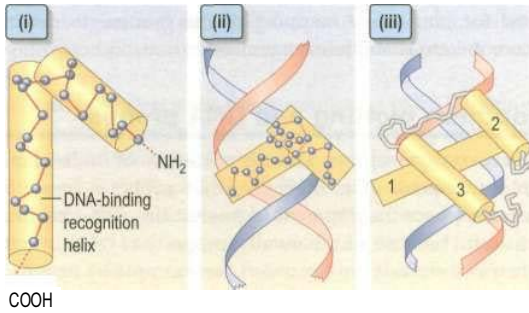 (i)
NH2
DNA-binding
recognition
helix
COOH
(ii)
(iii)
2
1
3